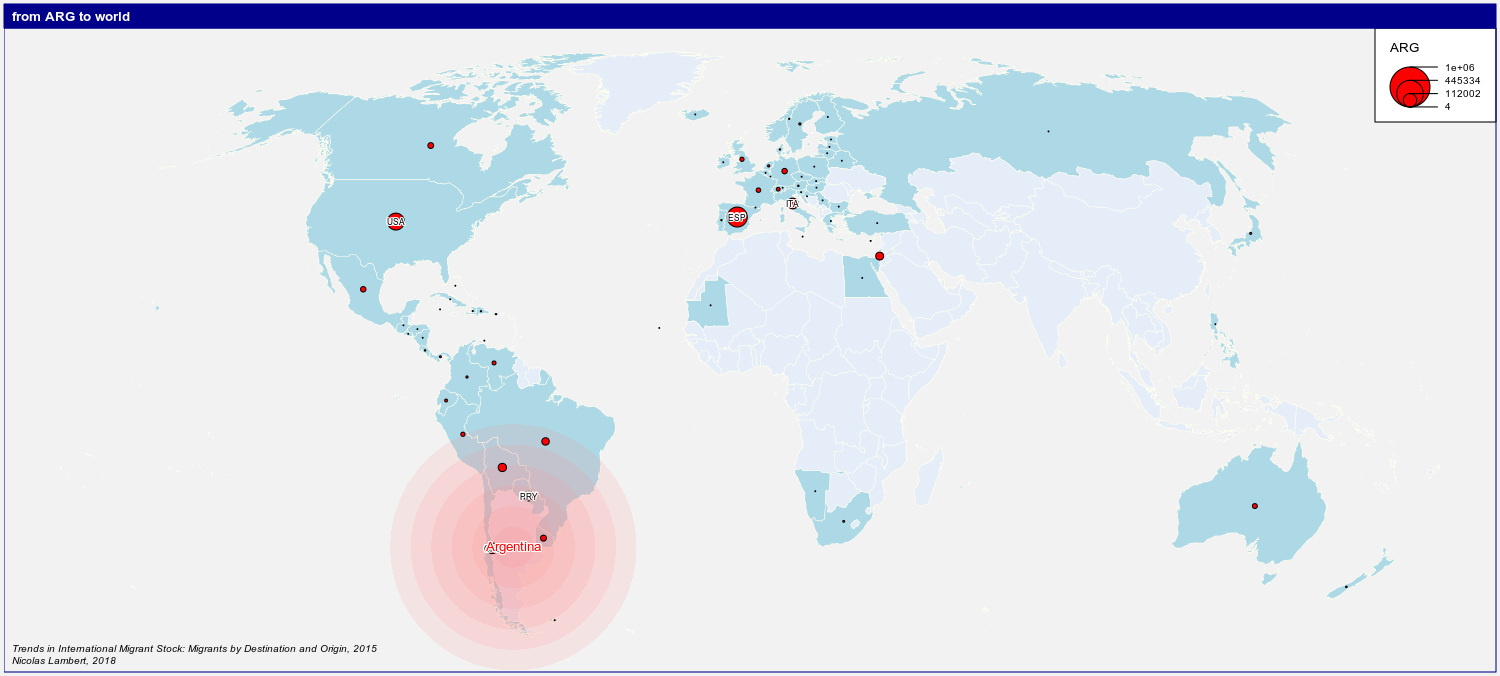 from ARG to world
ARG
1e+06
445334
112002
4
USA
ESP
ITA
PRY
Argentina
Trends in International Migrant Stock: Migrants by Destination and Origin, 2015
Nicolas Lambert, 2018